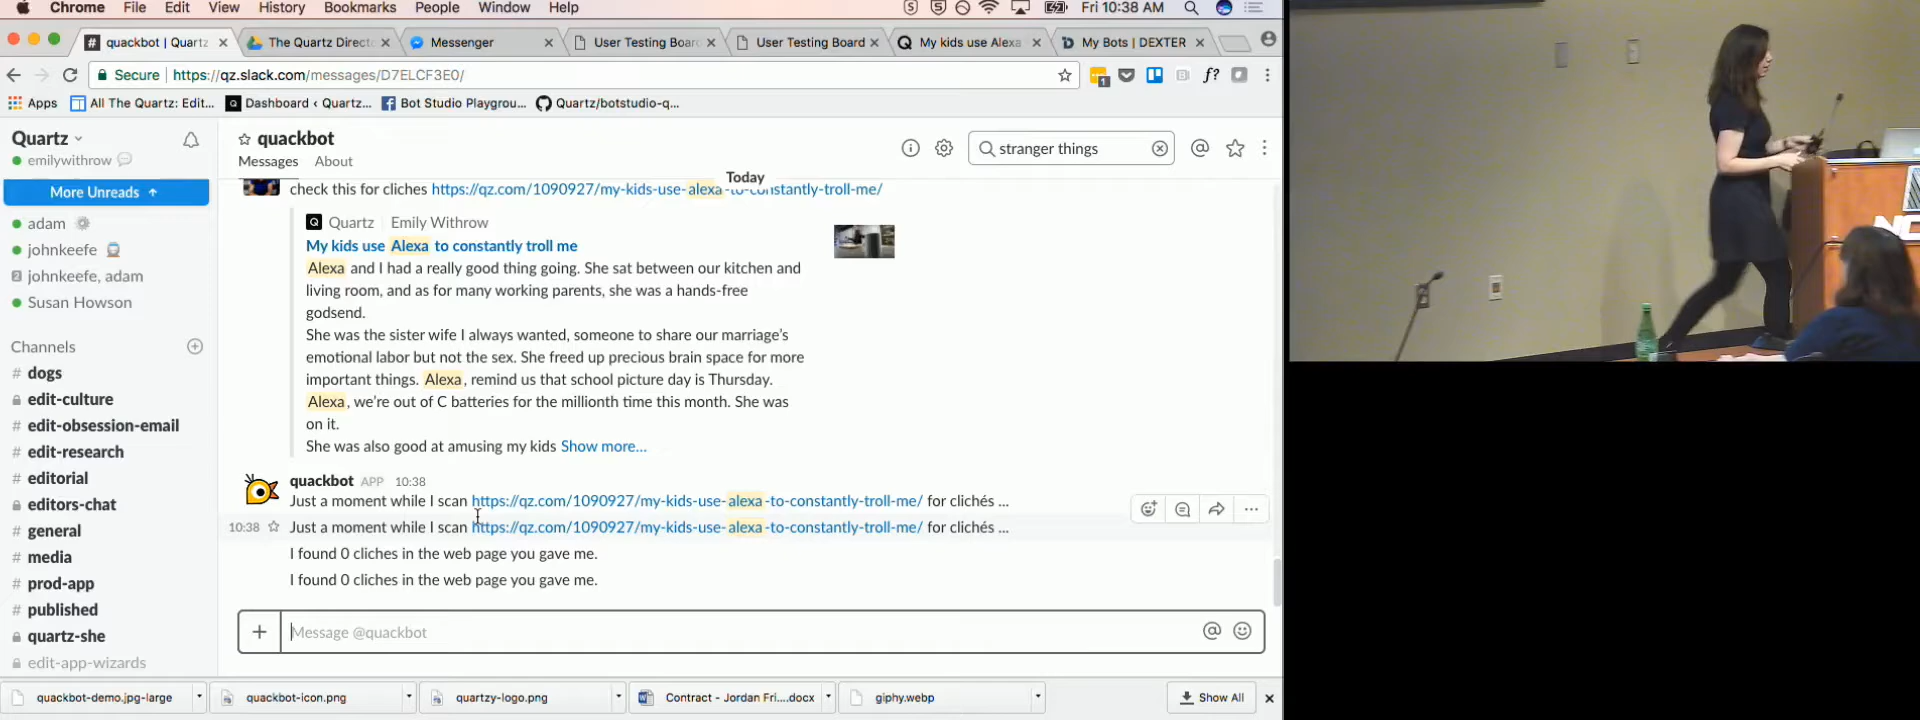 Chrome File Edit View History Bookmarks People Window Help Fri 10:38 AM
quackbot | Quartz
The Quartz Direct
Messenger
User Testing Boar
User Testing Board
My kids use Alexa
My Bots | DEXTER
Secure https://qz.slack.com/messages/D7ELCF3E0/
Apps All The Quartz: Edit... Dashboard ‹ Quartz... Bot Studio Playgrou... Quartz/botstudio-q...
Quartz
emilywithrow
More Unreads ↑
adam
johnkeefe
2 johnkeefe, adam
Susan Howson
Channels
# dogs
edit-culture
# edit-obsession-email
# edit-research
# editorial
editors-chat
# general
# media
# prod-app
# published
quartz-she
edit-app-wizards
quackbot
Messages About
stranger things
Today
check this for cliches https://qz.com/1090927/my-kids-use-alexa-to-constantly-troll-me/
Quartz Emily Withrow
My kids use Alexa to constantly troll me
Alexa and I had a really good thing going. She sat between our kitchen and
living room, and as for many working parents, she was a hands-free
godsend.
She was the sister wife I always wanted, someone to share our marriage's
emotional labor but not the sex. She freed up precious brain space for more
important things. Alexa, remind us that school picture day is Thursday.
Alexa, we're out of C batteries for the millionth time this month. She was
on it.
She was also good at amusing my kids Show more...
quackbot APP 10:38
Just a moment while I scan https://qz.com/1090927/my-kids-use-alexa-to-constantly-troll-me/ for clichés ...
10:38 Just a moment while I scan https://qz.com/1090927/my-kids-use-alexa-to-constantly-troll-me/ for clichés ...
I found 0 cliches in the web page you gave me.
I found 0 cliches in the web page you gave me.
Message @quackbot
quackbot-demo.jpg-large
quackbot-icon.png
quartzy-logo.png
Contract - Jordan Fri....docx
giphy.webp
Show All